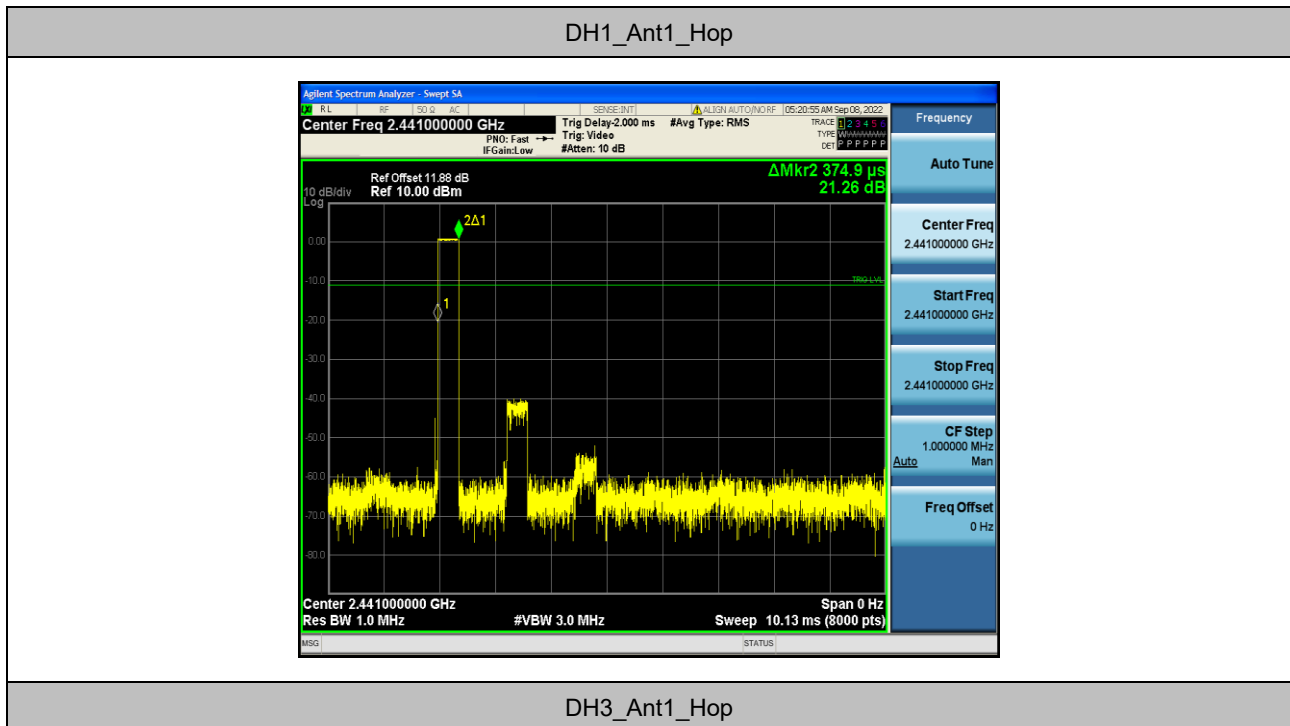 DH1_Ant1_Hop
Agilent Spectrum Analyzer - Swept SA
RL RF 50 Ω AC SENSE:INT ALIGN AUTO/NO RF 05:20:55 AM Sep 08, 2022
Center Freq 2.441000000 GHz
PNO: Fast
IFGain:Low
Trig Delay-2.000 ms
Trig: Video
#Atten: 10 dB
#Avg Type: RMS
TRACE 1 2 3 4 5 6
TYPE
DET P P P P P P
ΔMkr2 374.9 µs
21.26 dB
Ref Offset 11.88 dB
10 dB/div Ref 10.00 dBm
Log
2Δ1
0.00
-10.0
TRIG LVL
1
-20.0
-30.0
-40.0
-50.0
-60.0
-70.0
-80.0
Center 2.441000000 GHz Span 0 Hz
Res BW 1.0 MHz #VBW 3.0 MHz Sweep 10.13 ms (8000 pts)
MSG STATUS
Frequency
Auto Tune
Center Freq
2.441000000 GHz
Start Freq
2.441000000 GHz
Stop Freq
2.441000000 GHz
CF Step
1.000000 MHz
Auto Man
Freq Offset
0 Hz
DH3_Ant1_Hop